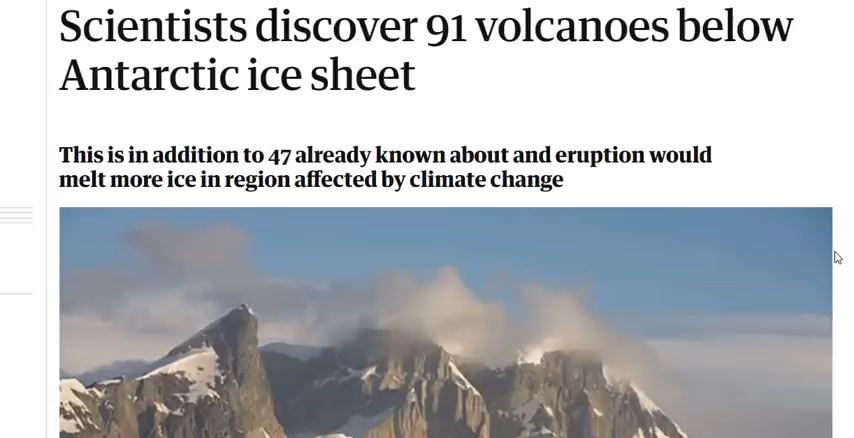 Scientists discover 91 volcanoes below
Antarctic ice sheet
This is in addition to 47 already known about and eruption would
melt more ice in region affected by climate change